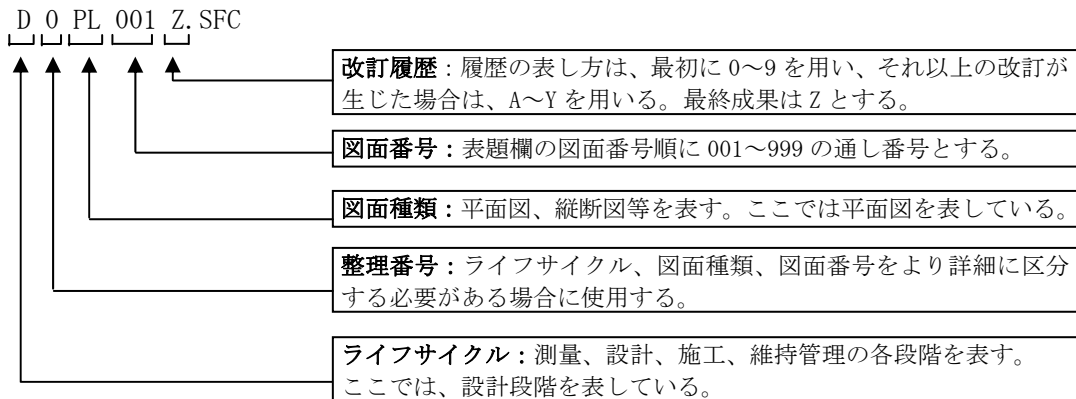 D 0 PL 001 Z.SFC
改訂履歴：履歴の表し方は、最初に 0～9 を用い、それ以上の改訂が
生じた場合は、A～Y を用いる。最終成果は Z とする。
図面番号：表題欄の図面番号順に 001～999 の通し番号とする。
図面種類：平面図、縦断図等を表す。ここでは平面図を表している。
整理番号：ライフサイクル、図面種類、図面番号をより詳細に区分
する必要がある場合に使用する。
ライフサイクル：測量、設計、施工、維持管理の各段階を表す。
ここでは、設計段階を表している。